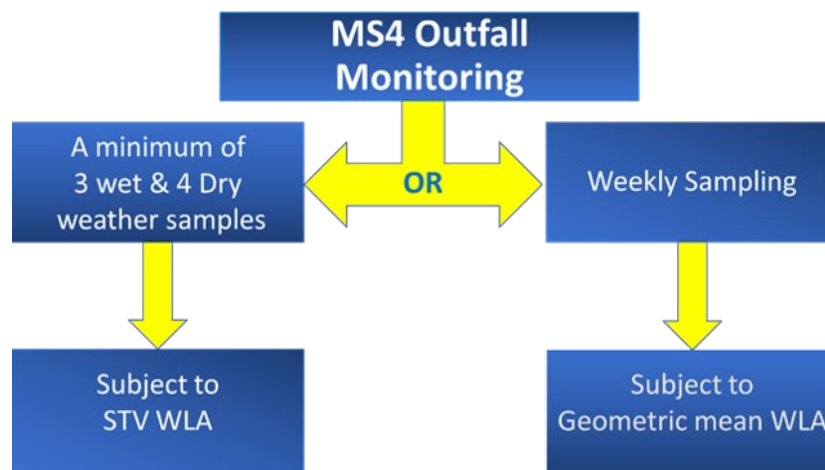 MS4 Outfall
Monitoring
A minimum of
3 wet & 4 Dry
weather samples
OR
Weekly Sampling
Subject to
STV WLA
Subject to
Geometric mean WLA